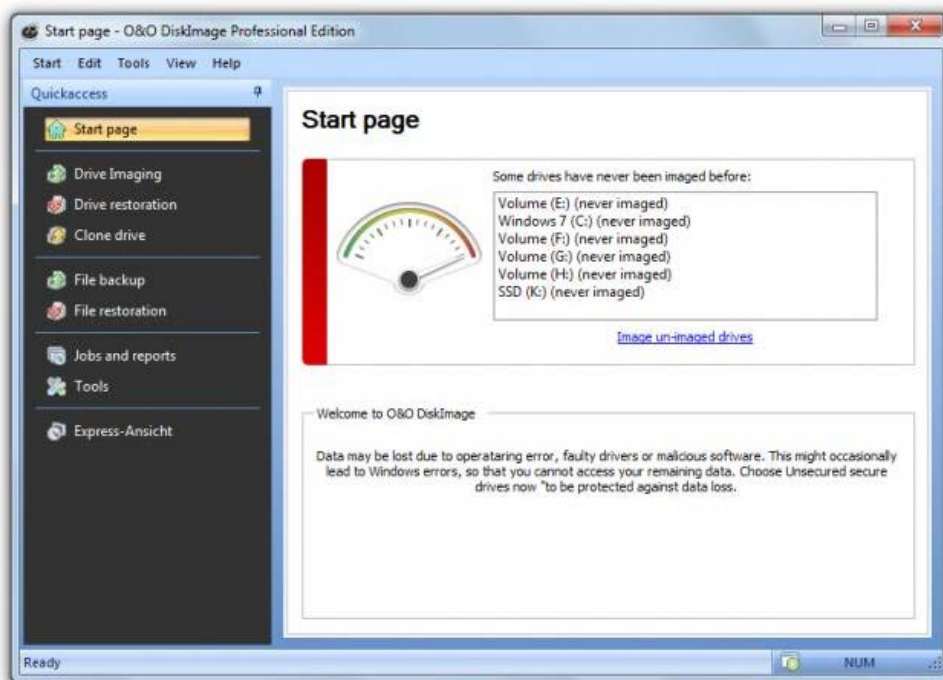 Start page - O&O DiskImage Professional Edition
Start Edit Tools View Help
Quickaccess
Start page
Drive Imaging
Drive restoration
Clone drive
File backup
File restoration
Jobs and reports
Tools
Express-Ansicht
Start page
Some drives have never been imaged before:
Volume (E:) (never imaged)
Windows 7 (C:) (never imaged)
Volume (F:) (never imaged)
Volume (G:) (never imaged)
Volume (H:) (never imaged)
SSD (K:) (never imaged)
Image un-imaged drives
Welcome to O&O DiskImage
Data may be lost due to operataring error, faulty drivers or malicious software. This might occasionally
lead to Windows errors, so that you cannot access your remaining data. Choose Unsecured secure
drives now "to be protected against data loss.
Ready
NUM